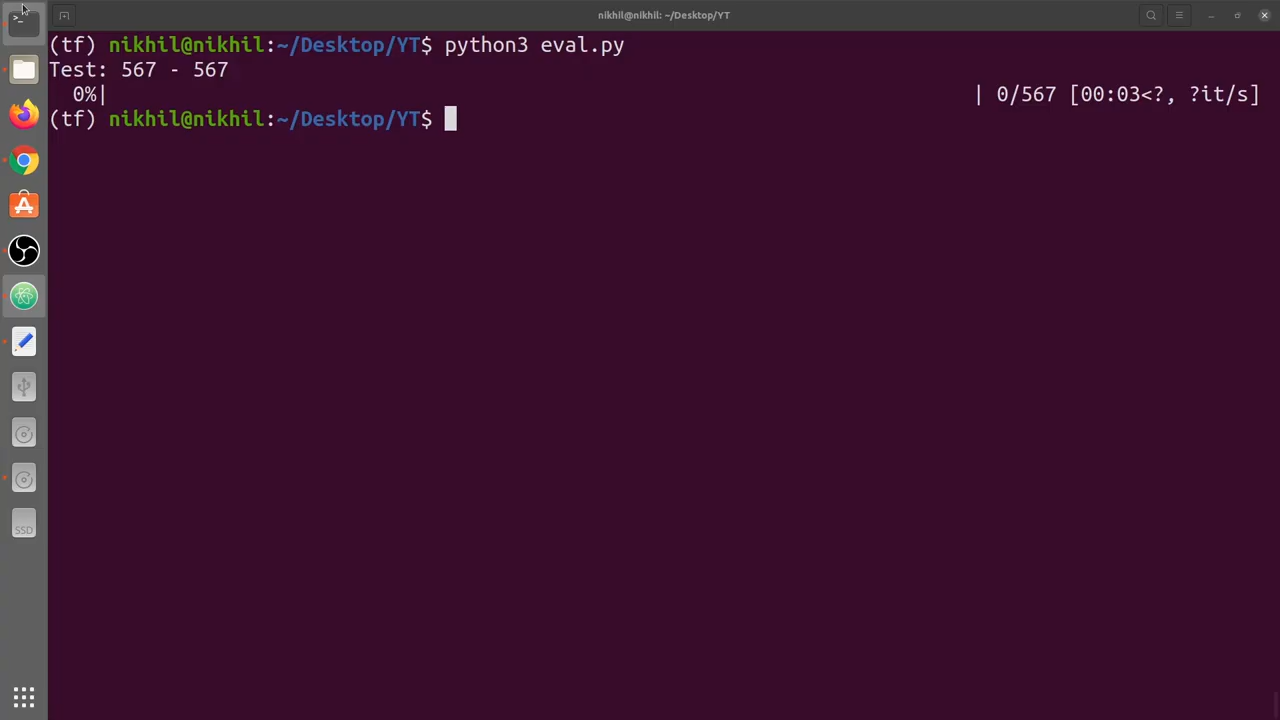 nikhil@nikhil: ~/Desktop/YT
(tf) nikhil@nikhil:~/Desktop/YT$ python3 eval.py
Test: 567 - 567
0%| | 0/567 [00:03<?, ?it/s]
(tf) nikhil@nikhil:~/Desktop/YT$
>_
SSD